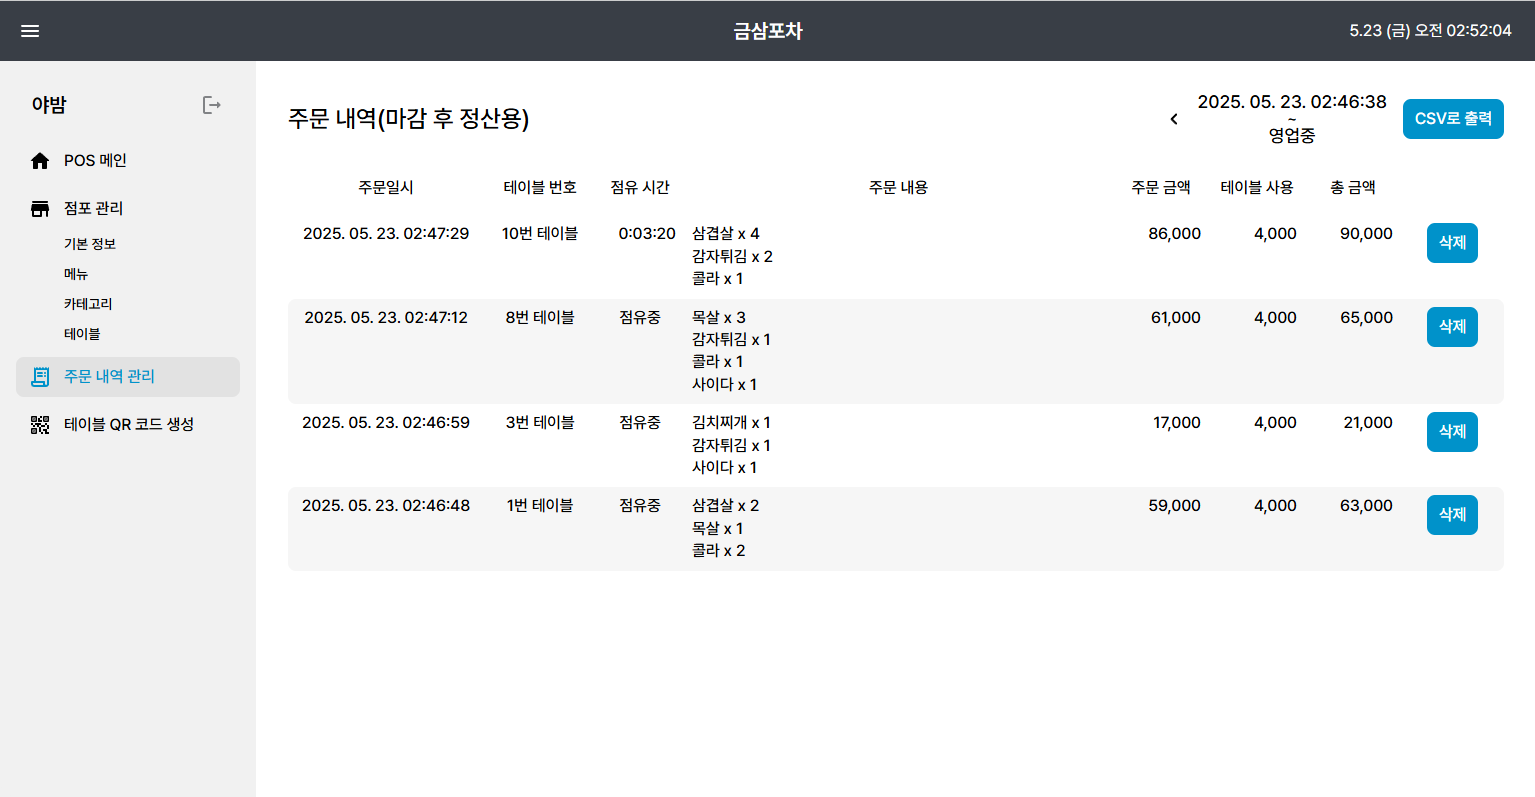 금삼포차
5.23 (금) 오전 02:52:04
야밤
POS 메인
점포 관리
기본 정보
메뉴
카테고리
테이블
주문 내역 관리
테이블 QR 코드 생성
주문 내역(마감 후 정산용)
2025. 05. 23. 02:46:38
~
영업중
CSV로 출력
주문일시 테이블 번호 점유 시간 주문 내용 주문 금액 테이블 사용 총 금액
2025. 05. 23. 02:47:29 10번 테이블 0:03:20 삼겹살 x 4 86,000 4,000 90,000 삭제
감자튀김 x 2
콜라 x 1
2025. 05. 23. 02:47:12 8번 테이블 점유중 목살 x 3 61,000 4,000 65,000 삭제
감자튀김 x 1
콜라 x 1
사이다 x 1
2025. 05. 23. 02:46:59 3번 테이블 점유중 김치찌개 x 1 17,000 4,000 21,000 삭제
감자튀김 x 1
사이다 x 1
2025. 05. 23. 02:46:48 1번 테이블 점유중 삼겹살 x 2 59,000 4,000 63,000 삭제
목살 x 1
콜라 x 2